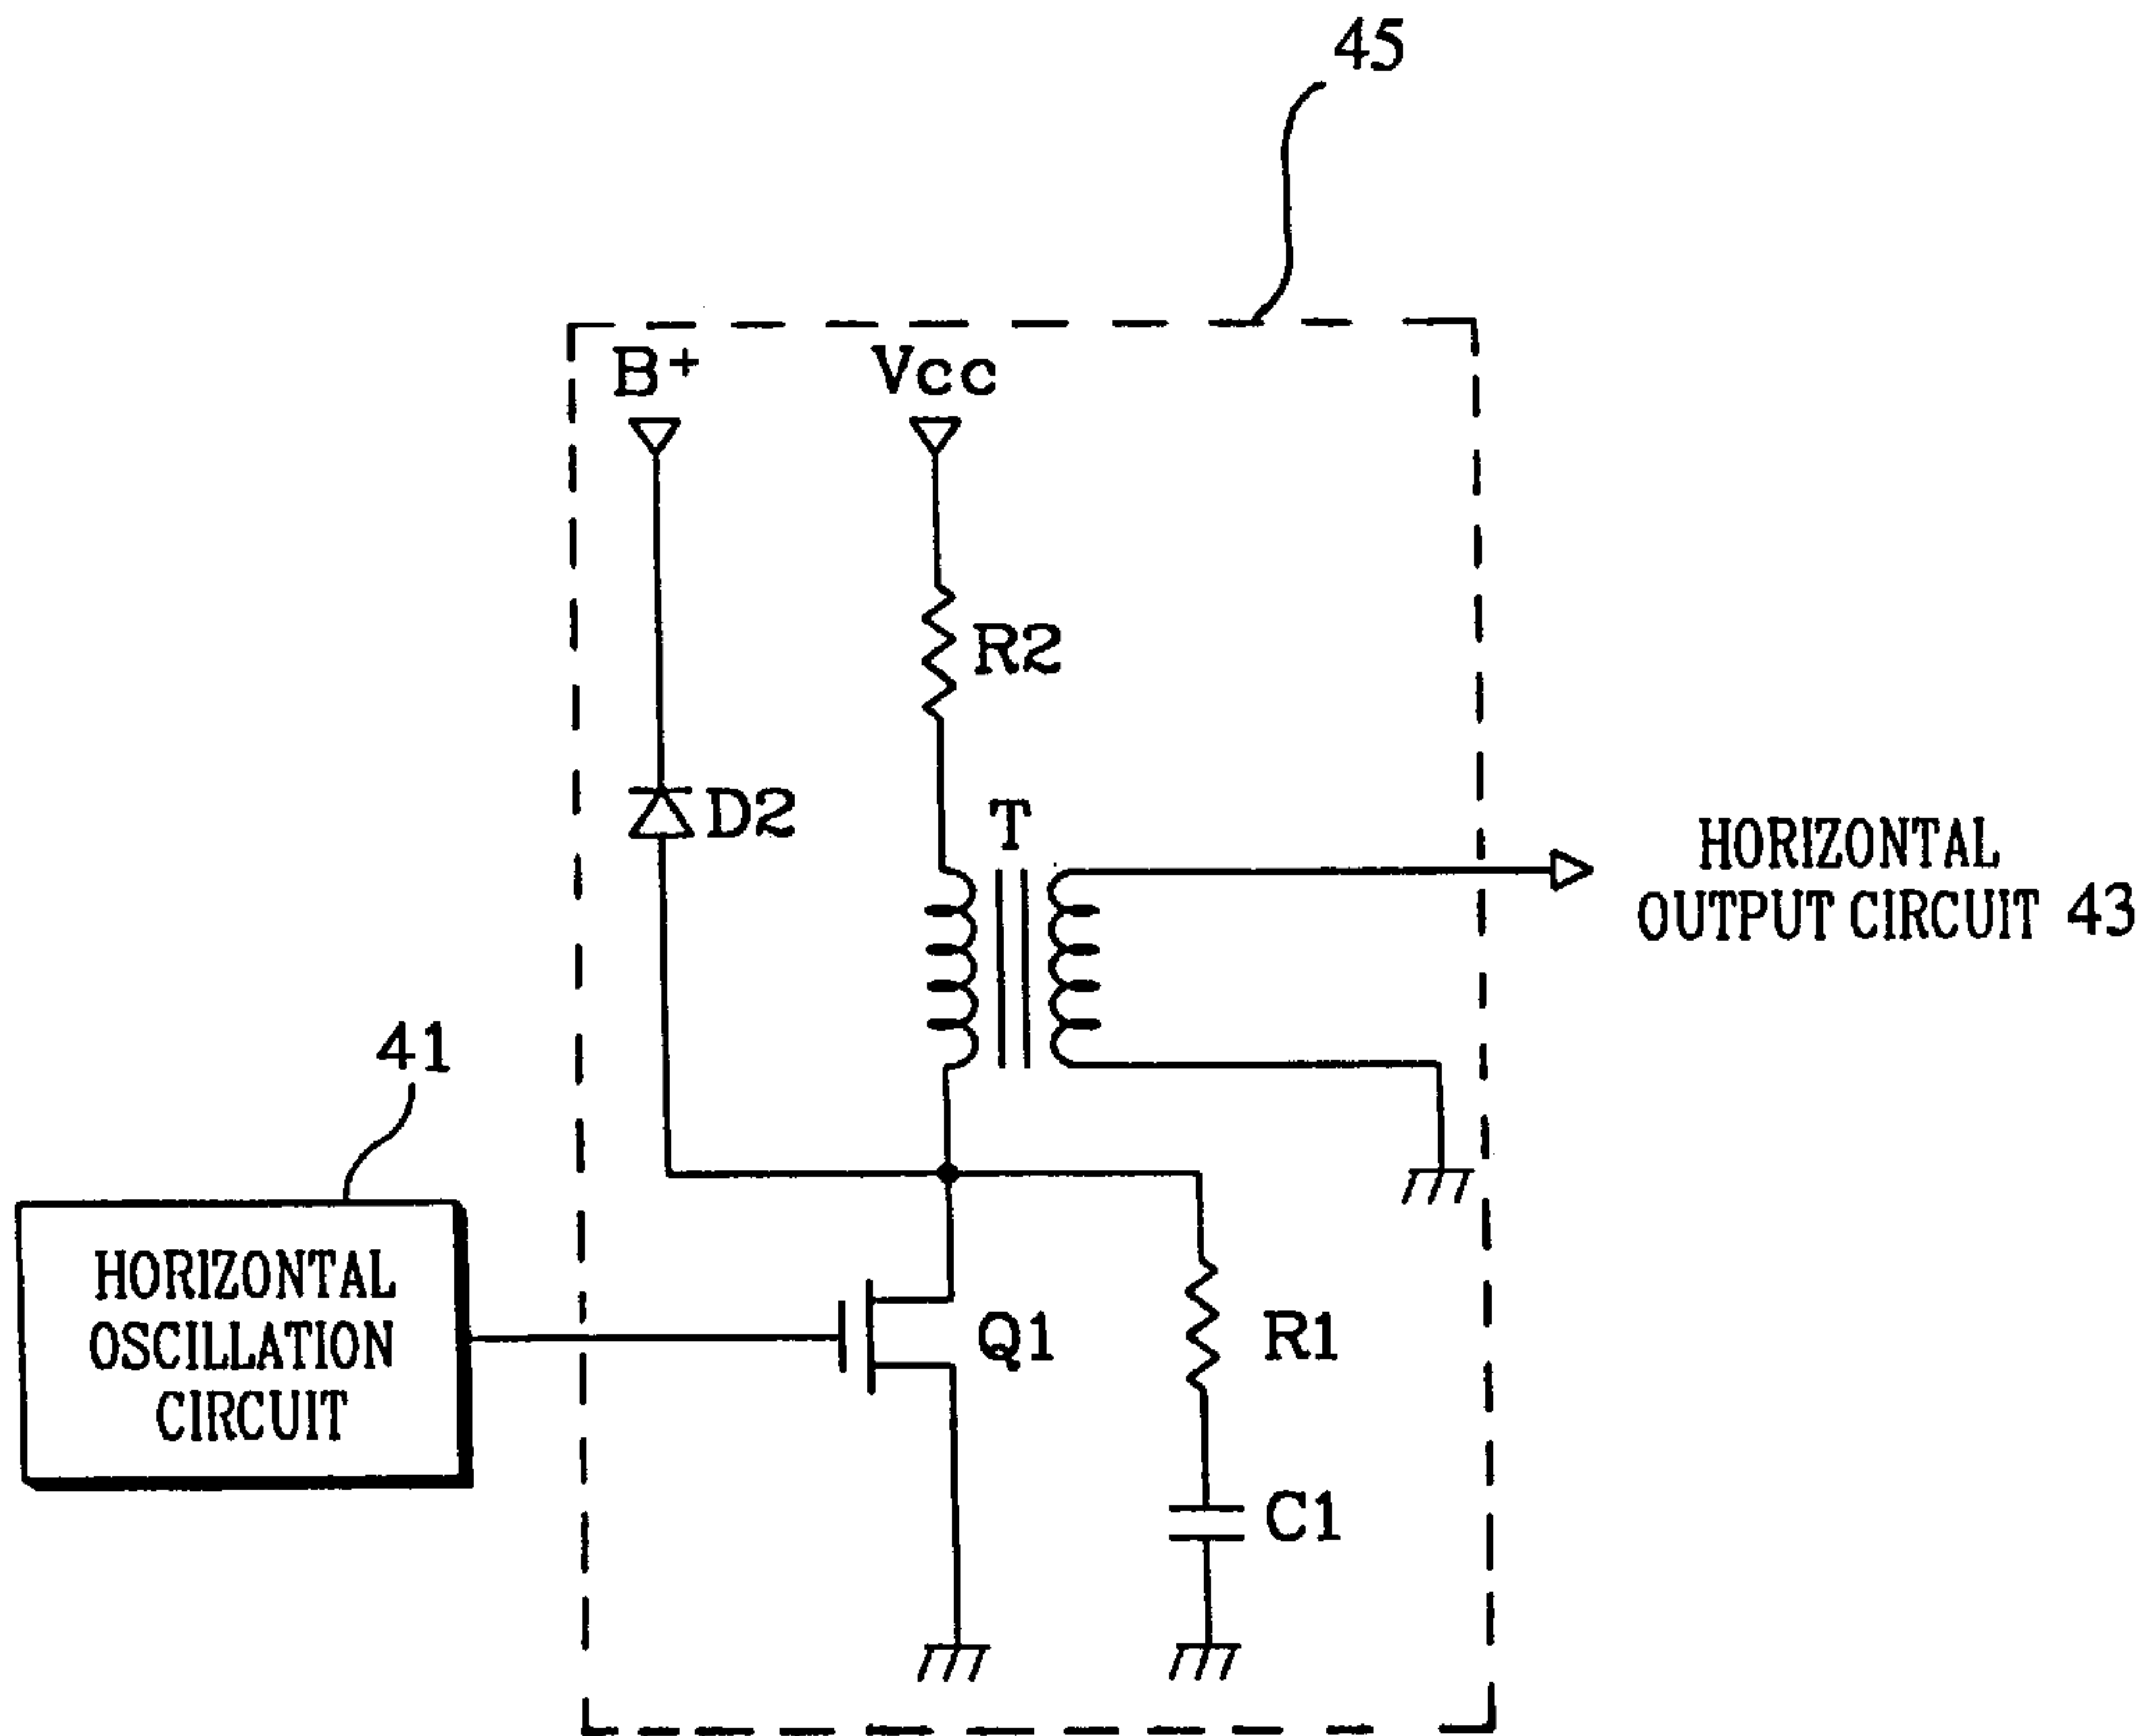 45
B+
Vcc
R2
D2
T
HORIZONTAL
OUTPUT CIRCUIT 43
41
HORIZONTAL
OSCILLATION
CIRCUIT
Q1
R1
C1